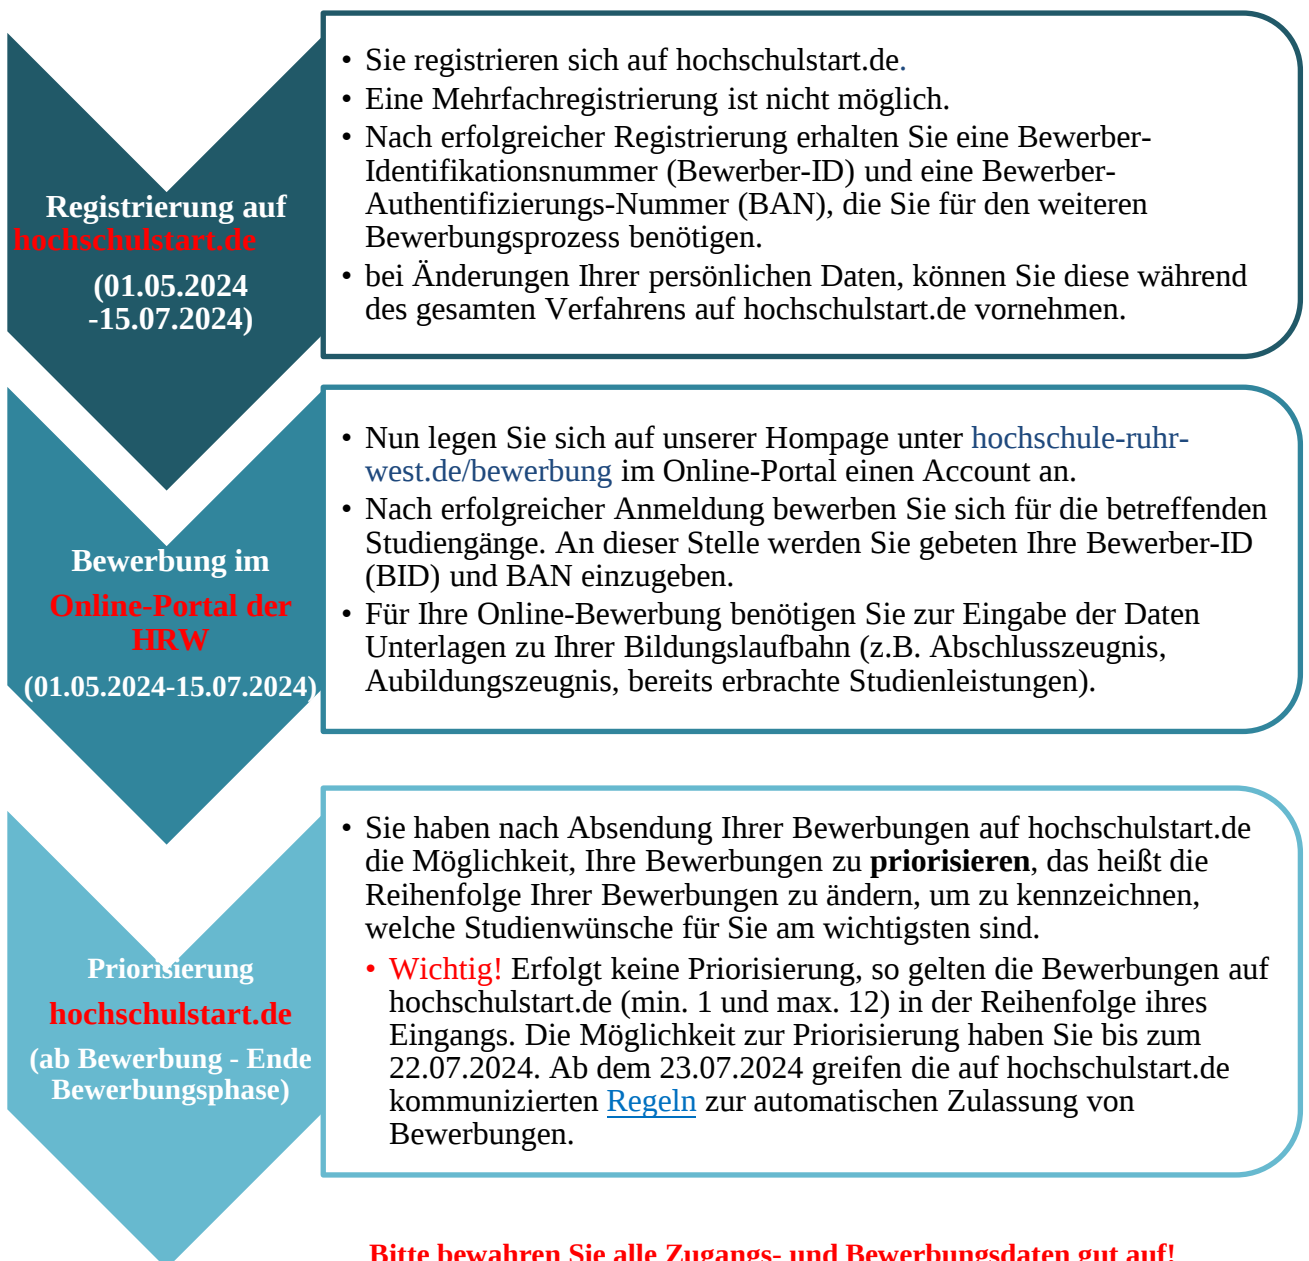 Registrierung auf
hochschulstart.de
(01.05.2024
-15.07.2024)
• Sie registrieren sich auf hochschulstart.de.
• Eine Mehrfachregistrierung ist nicht möglich.
• Nach erfolgreicher Registrierung erhalten Sie eine Bewerber-
Identifikationsnummer (Bewerber-ID) und eine Bewerber-
Authentifizierungs-Nummer (BAN), die Sie für den weiteren
Bewerbungsprozess benötigen.
• bei Änderungen Ihrer persönlichen Daten, können Sie diese während
des gesamten Verfahrens auf hochschulstart.de vornehmen.
Bewerbung im
Online-Portal der
HRW
(01.05.2024-15.07.2024)
• Nun legen Sie sich auf unserer Hompage unter hochschule-ruhr-
west.de/bewerbung im Online-Portal einen Account an.
• Nach erfolgreicher Anmeldung bewerben Sie sich für die betreffenden
Studiengänge. An dieser Stelle werden Sie gebeten Ihre Bewerber-ID
(BID) und BAN einzugeben.
• Für Ihre Online-Bewerbung benötigen Sie zur Eingabe der Daten
Unterlagen zu Ihrer Bildungslaufbahn (z.B. Abschlusszeugnis,
Aubildungszeugnis, bereits erbrachte Studienleistungen).
Priorisierung
hochschulstart.de
(ab Bewerbung - Ende
Bewerbungsphase)
• Sie haben nach Absendung Ihrer Bewerbungen auf hochschulstart.de
die Möglichkeit, Ihre Bewerbungen zu priorisieren, das heißt die
Reihenfolge Ihrer Bewerbungen zu ändern, um zu kennzeichnen,
welche Studienwünsche für Sie am wichtigsten sind.
• Wichtig! Erfolgt keine Priorisierung, so gelten die Bewerbungen auf
hochschulstart.de (min. 1 und max. 12) in der Reihenfolge ihres
Eingangs. Die Möglichkeit zur Priorisierung haben Sie bis zum
22.07.2024. Ab dem 23.07.2024 greifen die auf hochschulstart.de
kommunizierten Regeln zur automatischen Zulassung von
Bewerbungen.
Bitte bewahren Sie alle Zugangs- und Bewerbungsdaten gut auf!